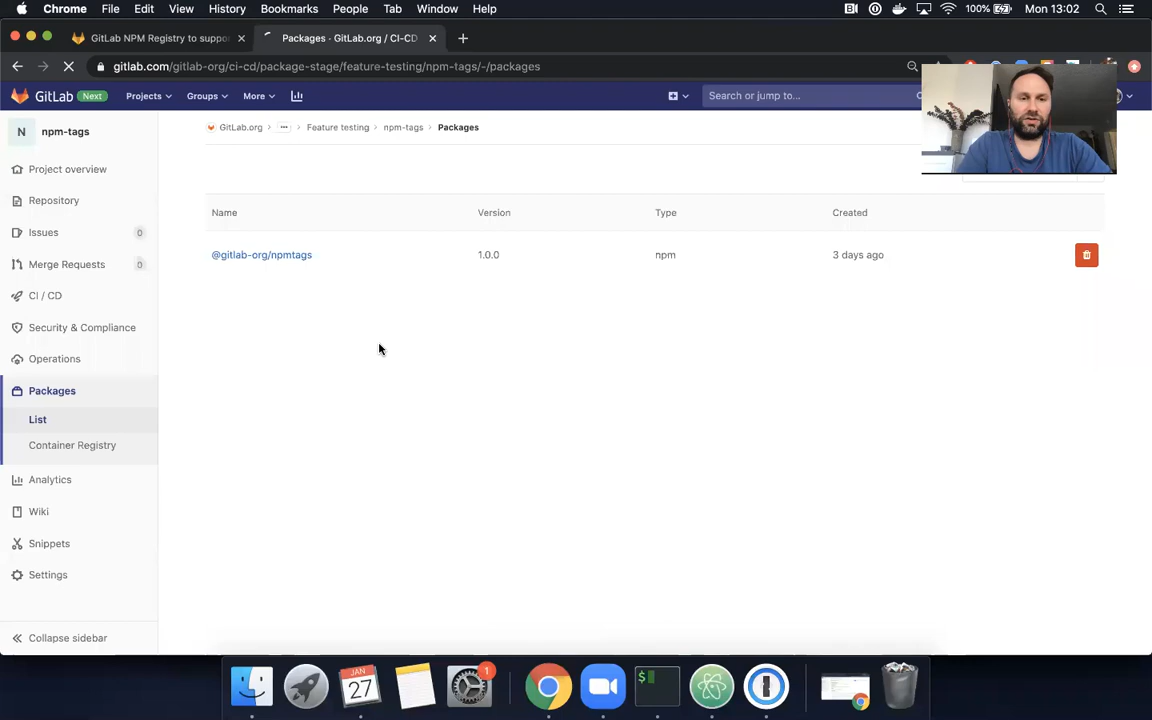 Chrome File Edit View History Bookmarks People Tab Window Help 100% Mon 13:02
GitLab NPM Registry to suppo
Packages · GitLab.org / CI-CD
gitlab.com/gitlab-org/ci-cd/package-stage/feature-testing/npm-tags/-/packages
GitLab Next Projects Groups More Search or jump to...
N npm-tags
GitLab.org › ... › Feature testing › npm-tags › Packages
Project overview
Repository
Issues 0
Merge Requests 0
CI / CD
Security & Compliance
Operations
Packages
List
Container Registry
Analytics
Wiki
Snippets
Settings
Collapse sidebar
Name Version Type Created
@gitlab-org/npmtags 1.0.0 npm 3 days ago
JAN
27
1
$